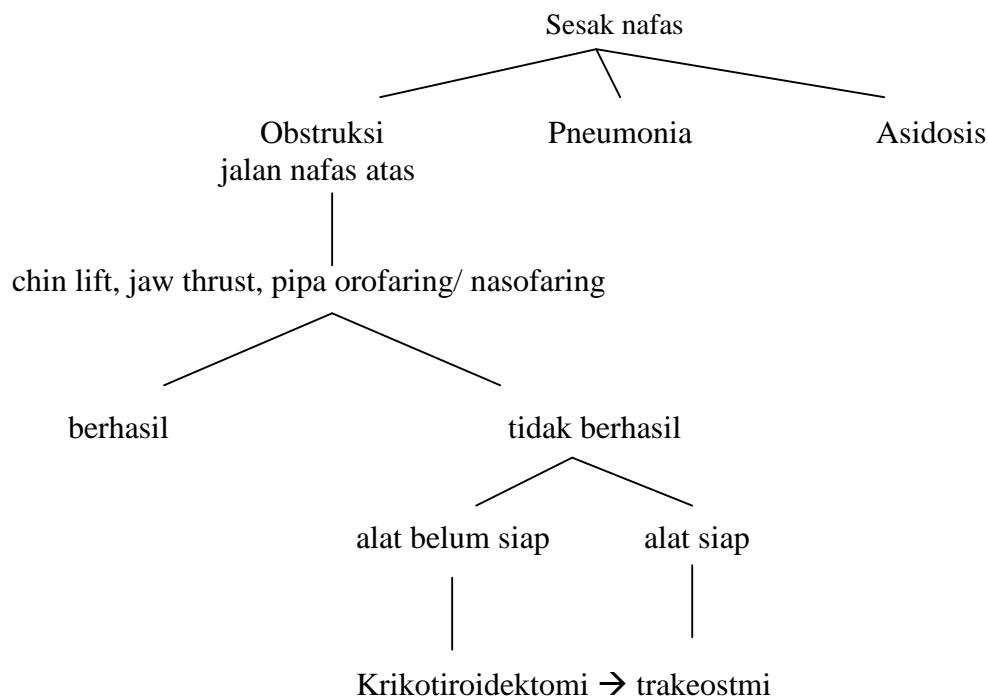 Sesak nafas
Obstruksi Pneumonia Asidosis
jalan nafas atas
chin lift, jaw thrust, pipa orofaring/ nasofaring
berhasil tidak berhasil
alat belum siap alat siap
Krikotiroidektomi → trakeostmi